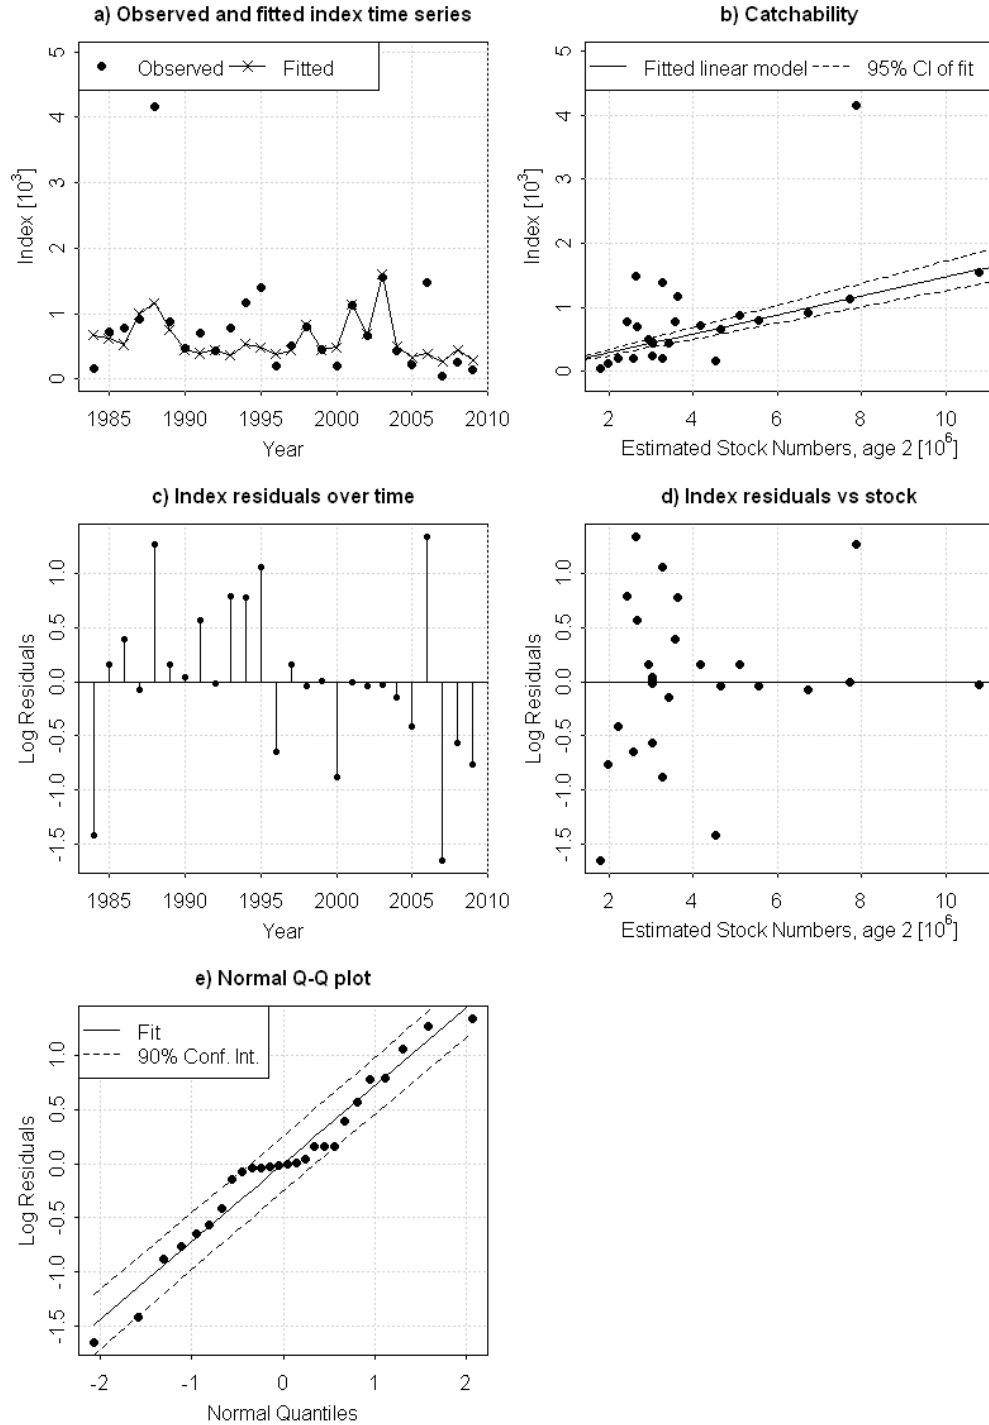 a) Observed and fitted index time series
Observed
Fitted
Index [10³]
5
4
3
2
1
0
1985 1990 1995 2000 2005 2010
Year
b) Catchability
Fitted linear model
95% CI of fit
Index [10³]
5
4
3
2
1
0
2 4 6 8 10
Estimated Stock Numbers, age 2 [10⁶]
c) Index residuals over time
Log Residuals
1.0
0.5
0.0
-0.5
-1.0
-1.5
1985 1990 1995 2000 2005 2010
Year
d) Index residuals vs stock
Log Residuals
1.0
0.5
0.0
-0.5
-1.0
-1.5
2 4 6 8 10
Estimated Stock Numbers, age 2 [10⁶]
e) Normal Q-Q plot
Fit
90% Conf. Int.
Log Residuals
1.0
0.5
0.0
-0.5
-1.0
-1.5
-2 -1 0 1 2
Normal Quantiles